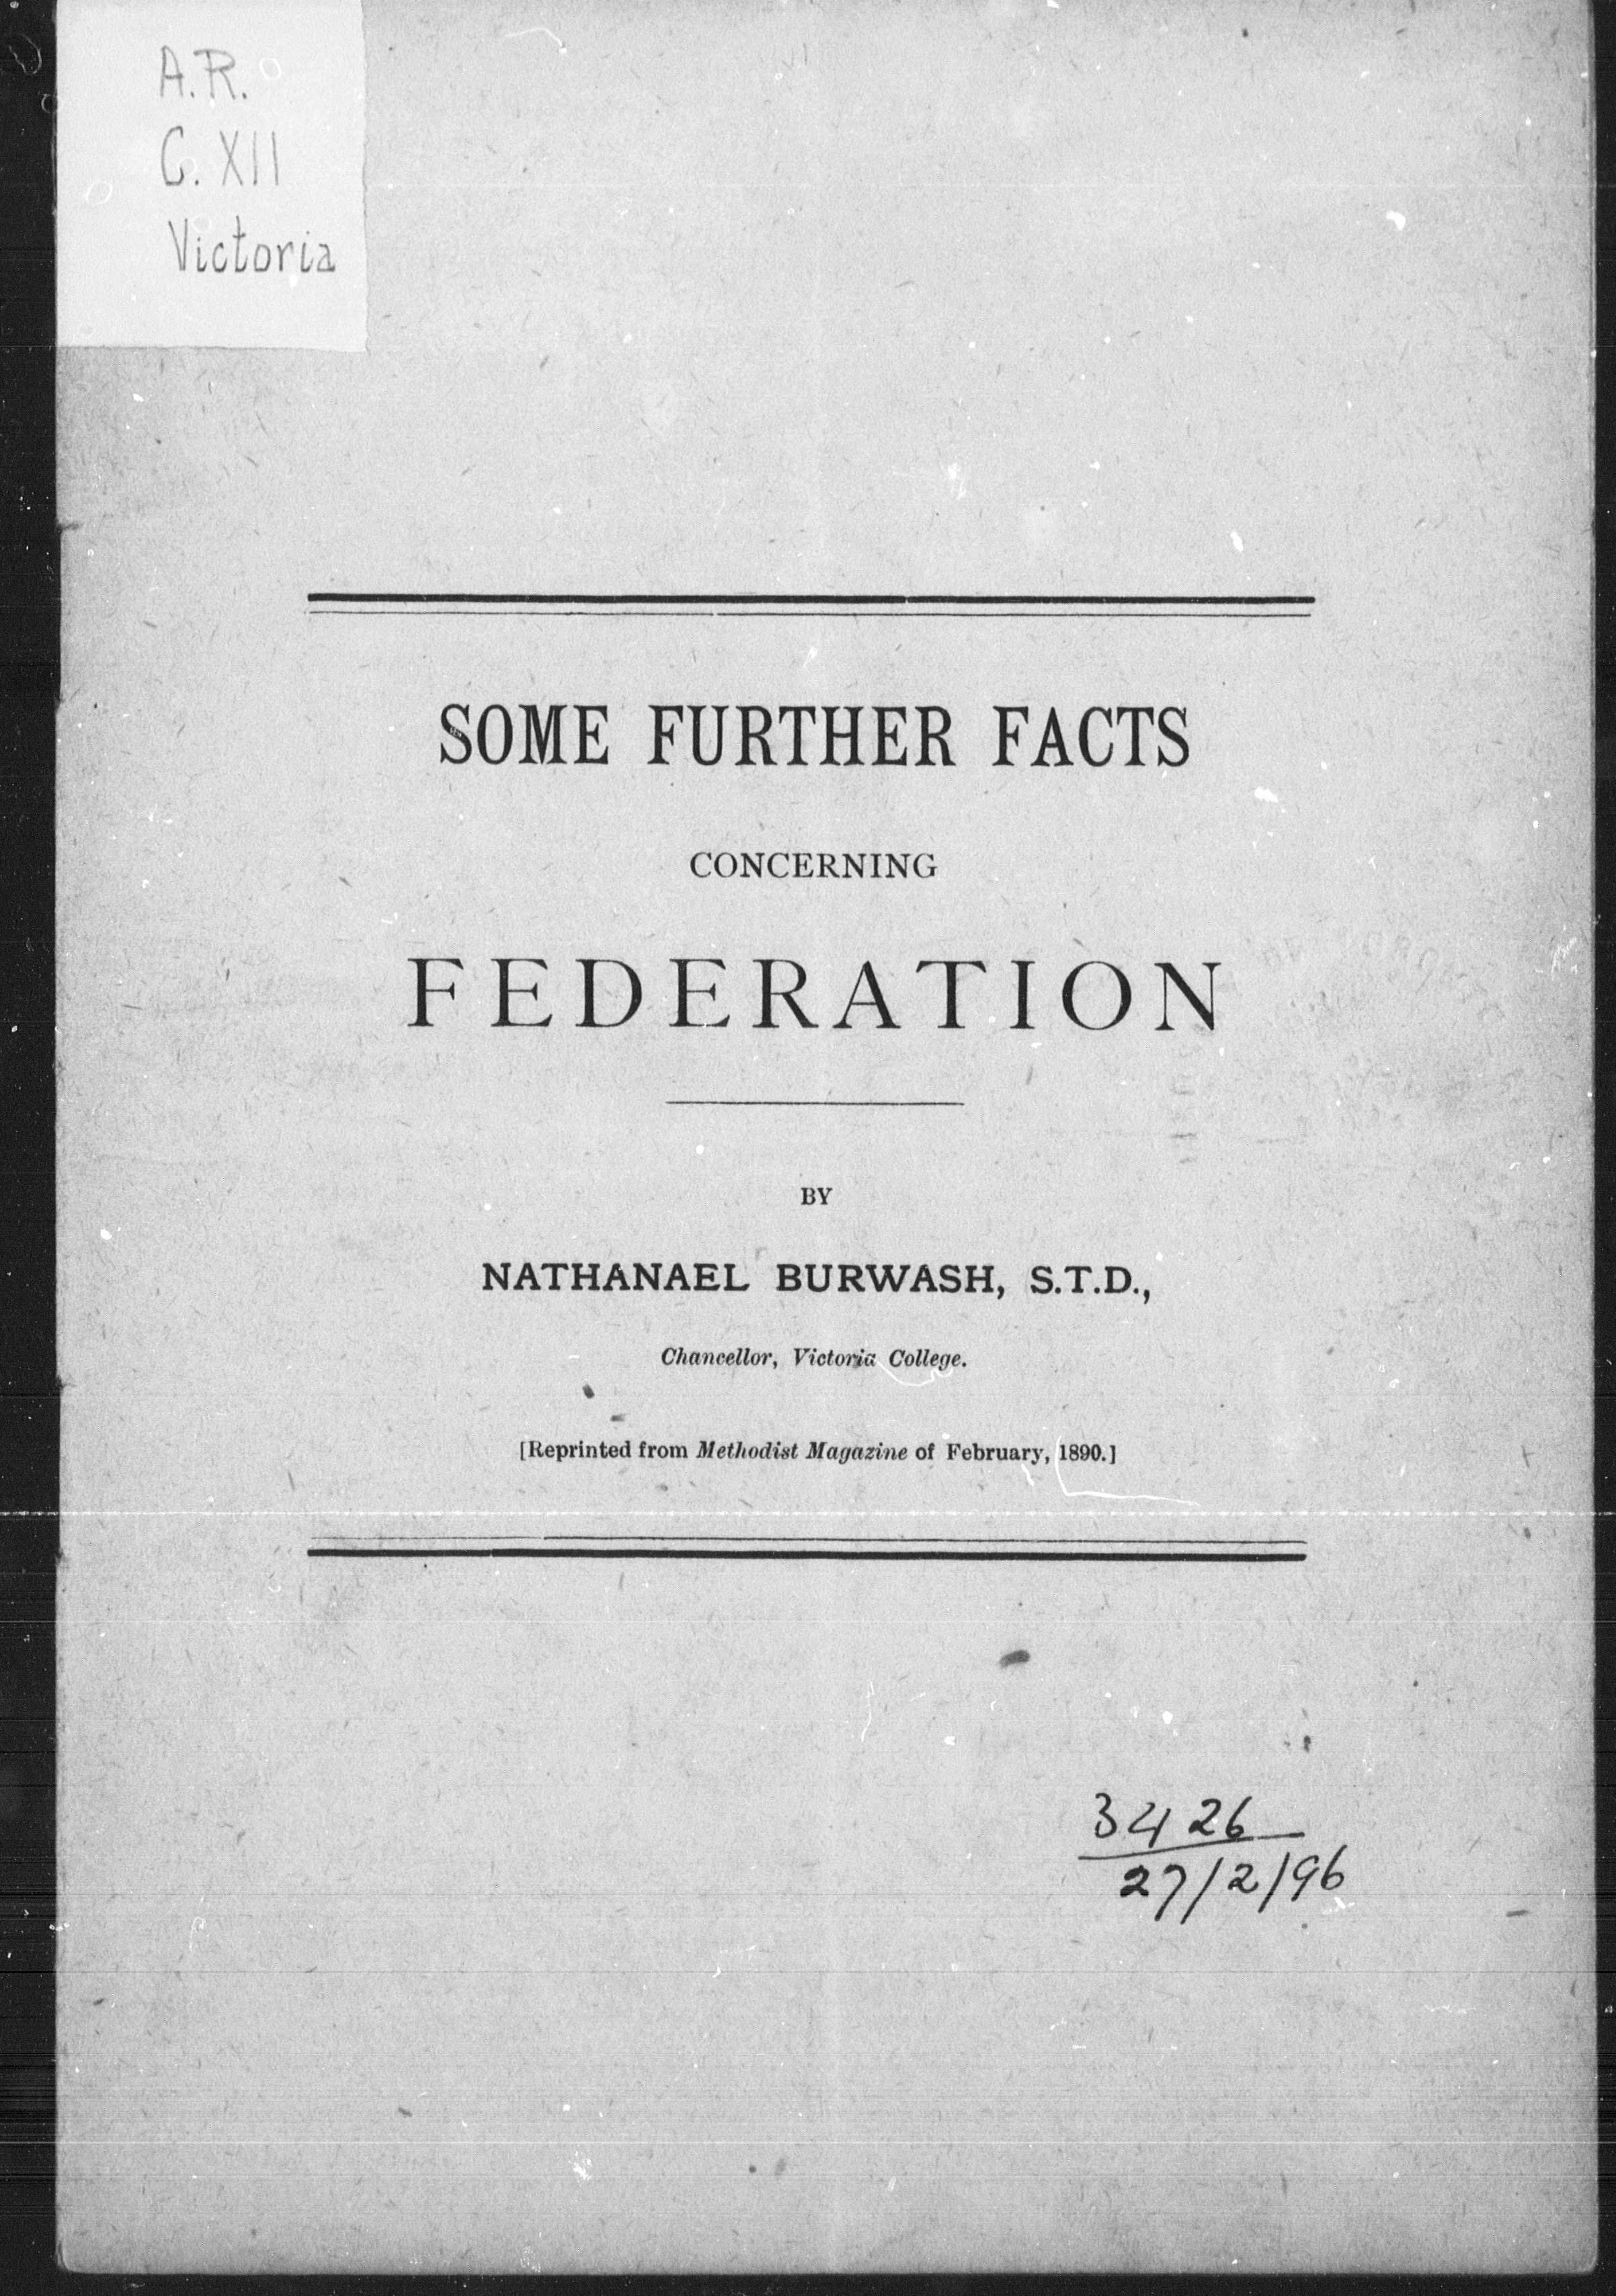 A.R.
C. XII
Victoria
SOME FURTHER FACTS
CONCERNING
FEDERATION
BY
NATHANAEL BURWASH, S.T.D.,
Chancellor, Victoria College.
[Reprinted from Methodist Magazine of February, 1890.]
3426
27/2/96